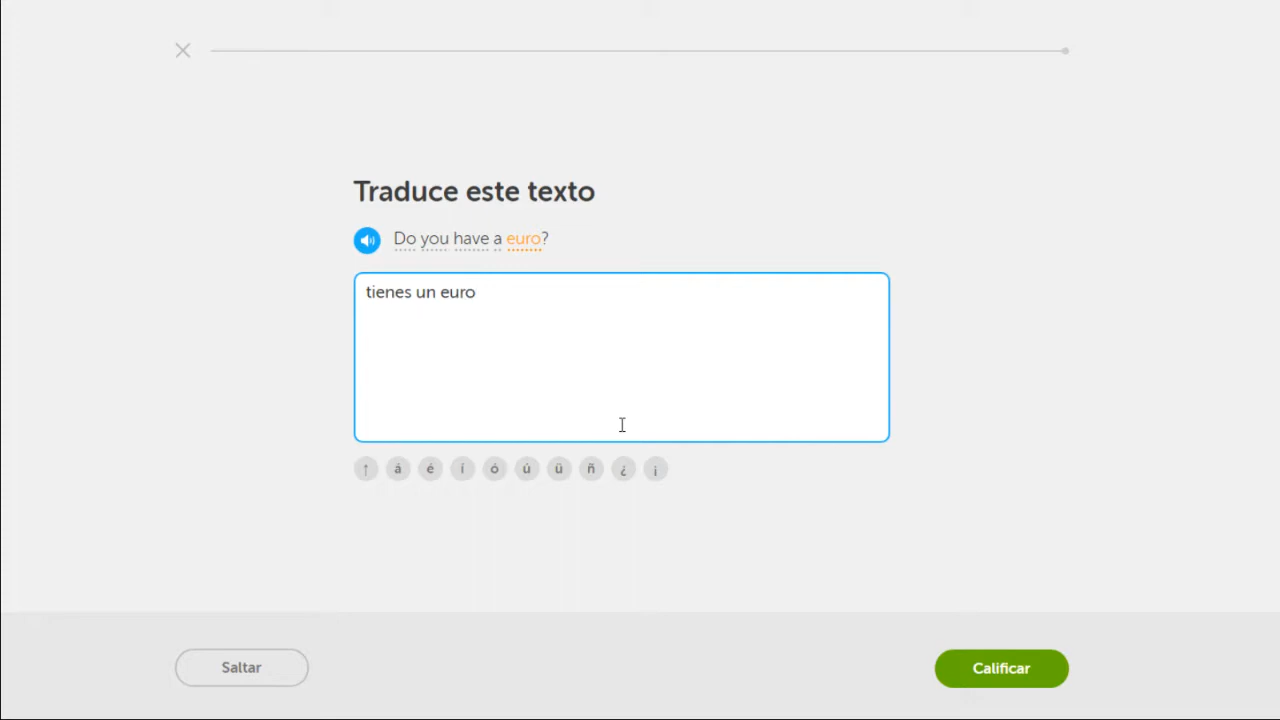 Traduce este texto
Do you have a euro?
tienes un euro
↑ á é í ó ú ü ñ ¿ ¡
Saltar
Calificar